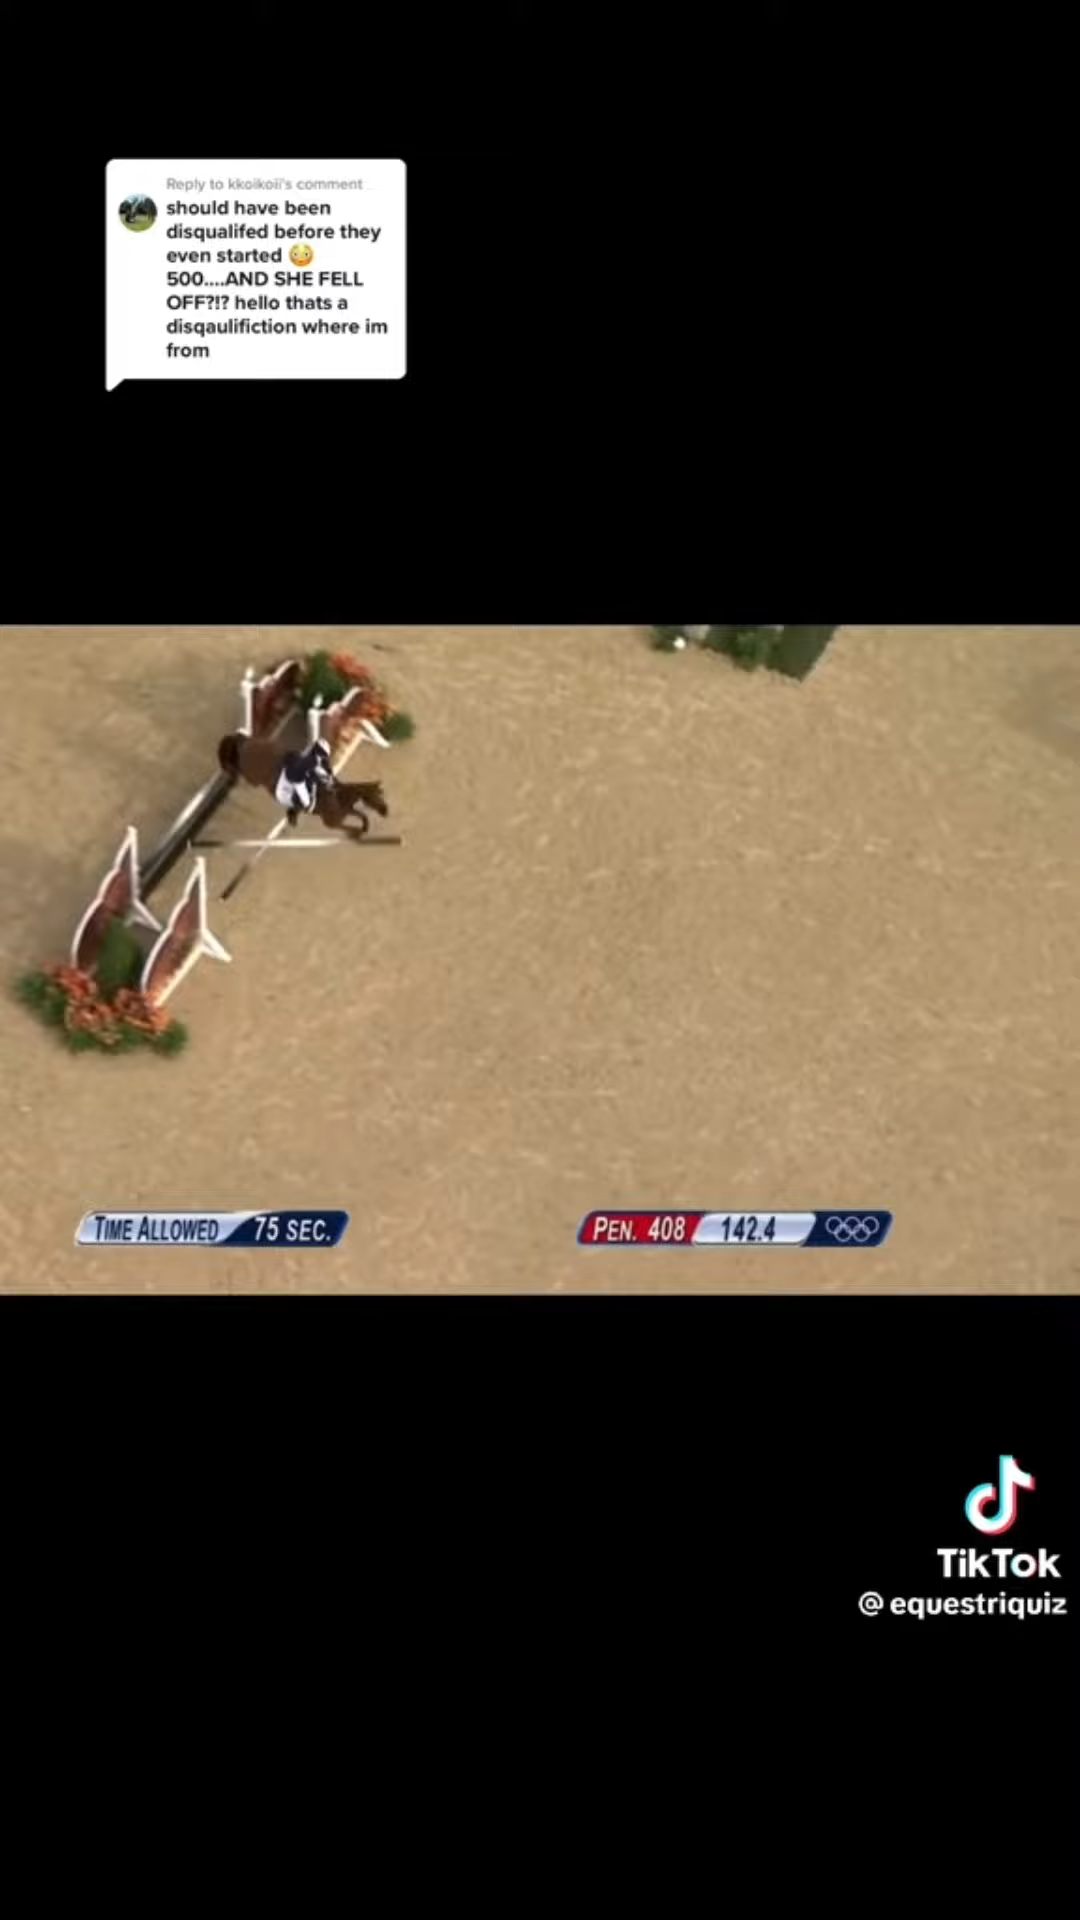 Reply to kkoikoii's comment
should have been
disqualifed before they
even started 😳
500....AND SHE FELL
OFF?!? hello thats a
disqaulifiction where im
from
TIME ALLOWED 75 SEC.
PEN. 408 142.4
TikTok
@equestriquiz